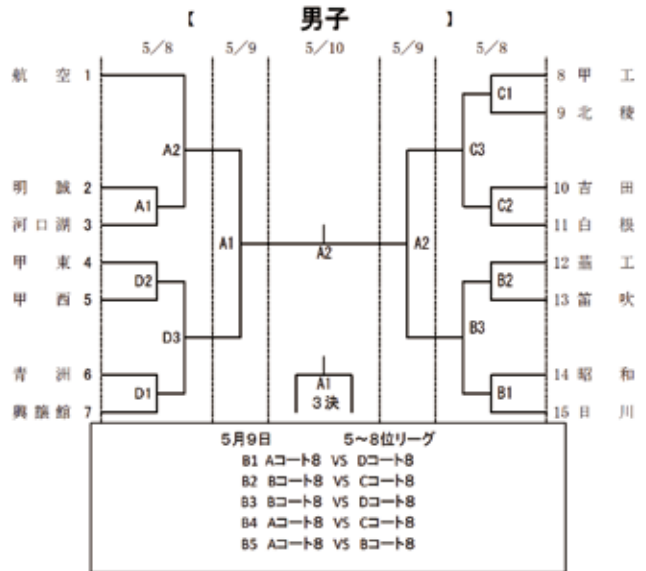 【 男子 】
5/8 5/9 5/10 5/9 5/8
航空 1
8 甲工
C1
9 北稜
A2
C3
明誠 2
10 吉田
A1
C2
河口湖 3
11 白根
A1
A2
A2
甲東 4
12 韮工
D2
B2
甲西 5
13 笛吹
D3
B3
青洲 6
14 昭和
A1
D1
3決
B1
興譲館 7
15 日川
5月9日 5～8位リーグ
B1 Aコート8 VS Dコート8
B2 Bコート8 VS Cコート8
B3 Bコート8 VS Dコート8
B4 Aコート8 VS Cコート8
B5 Aコート8 VS Bコート8